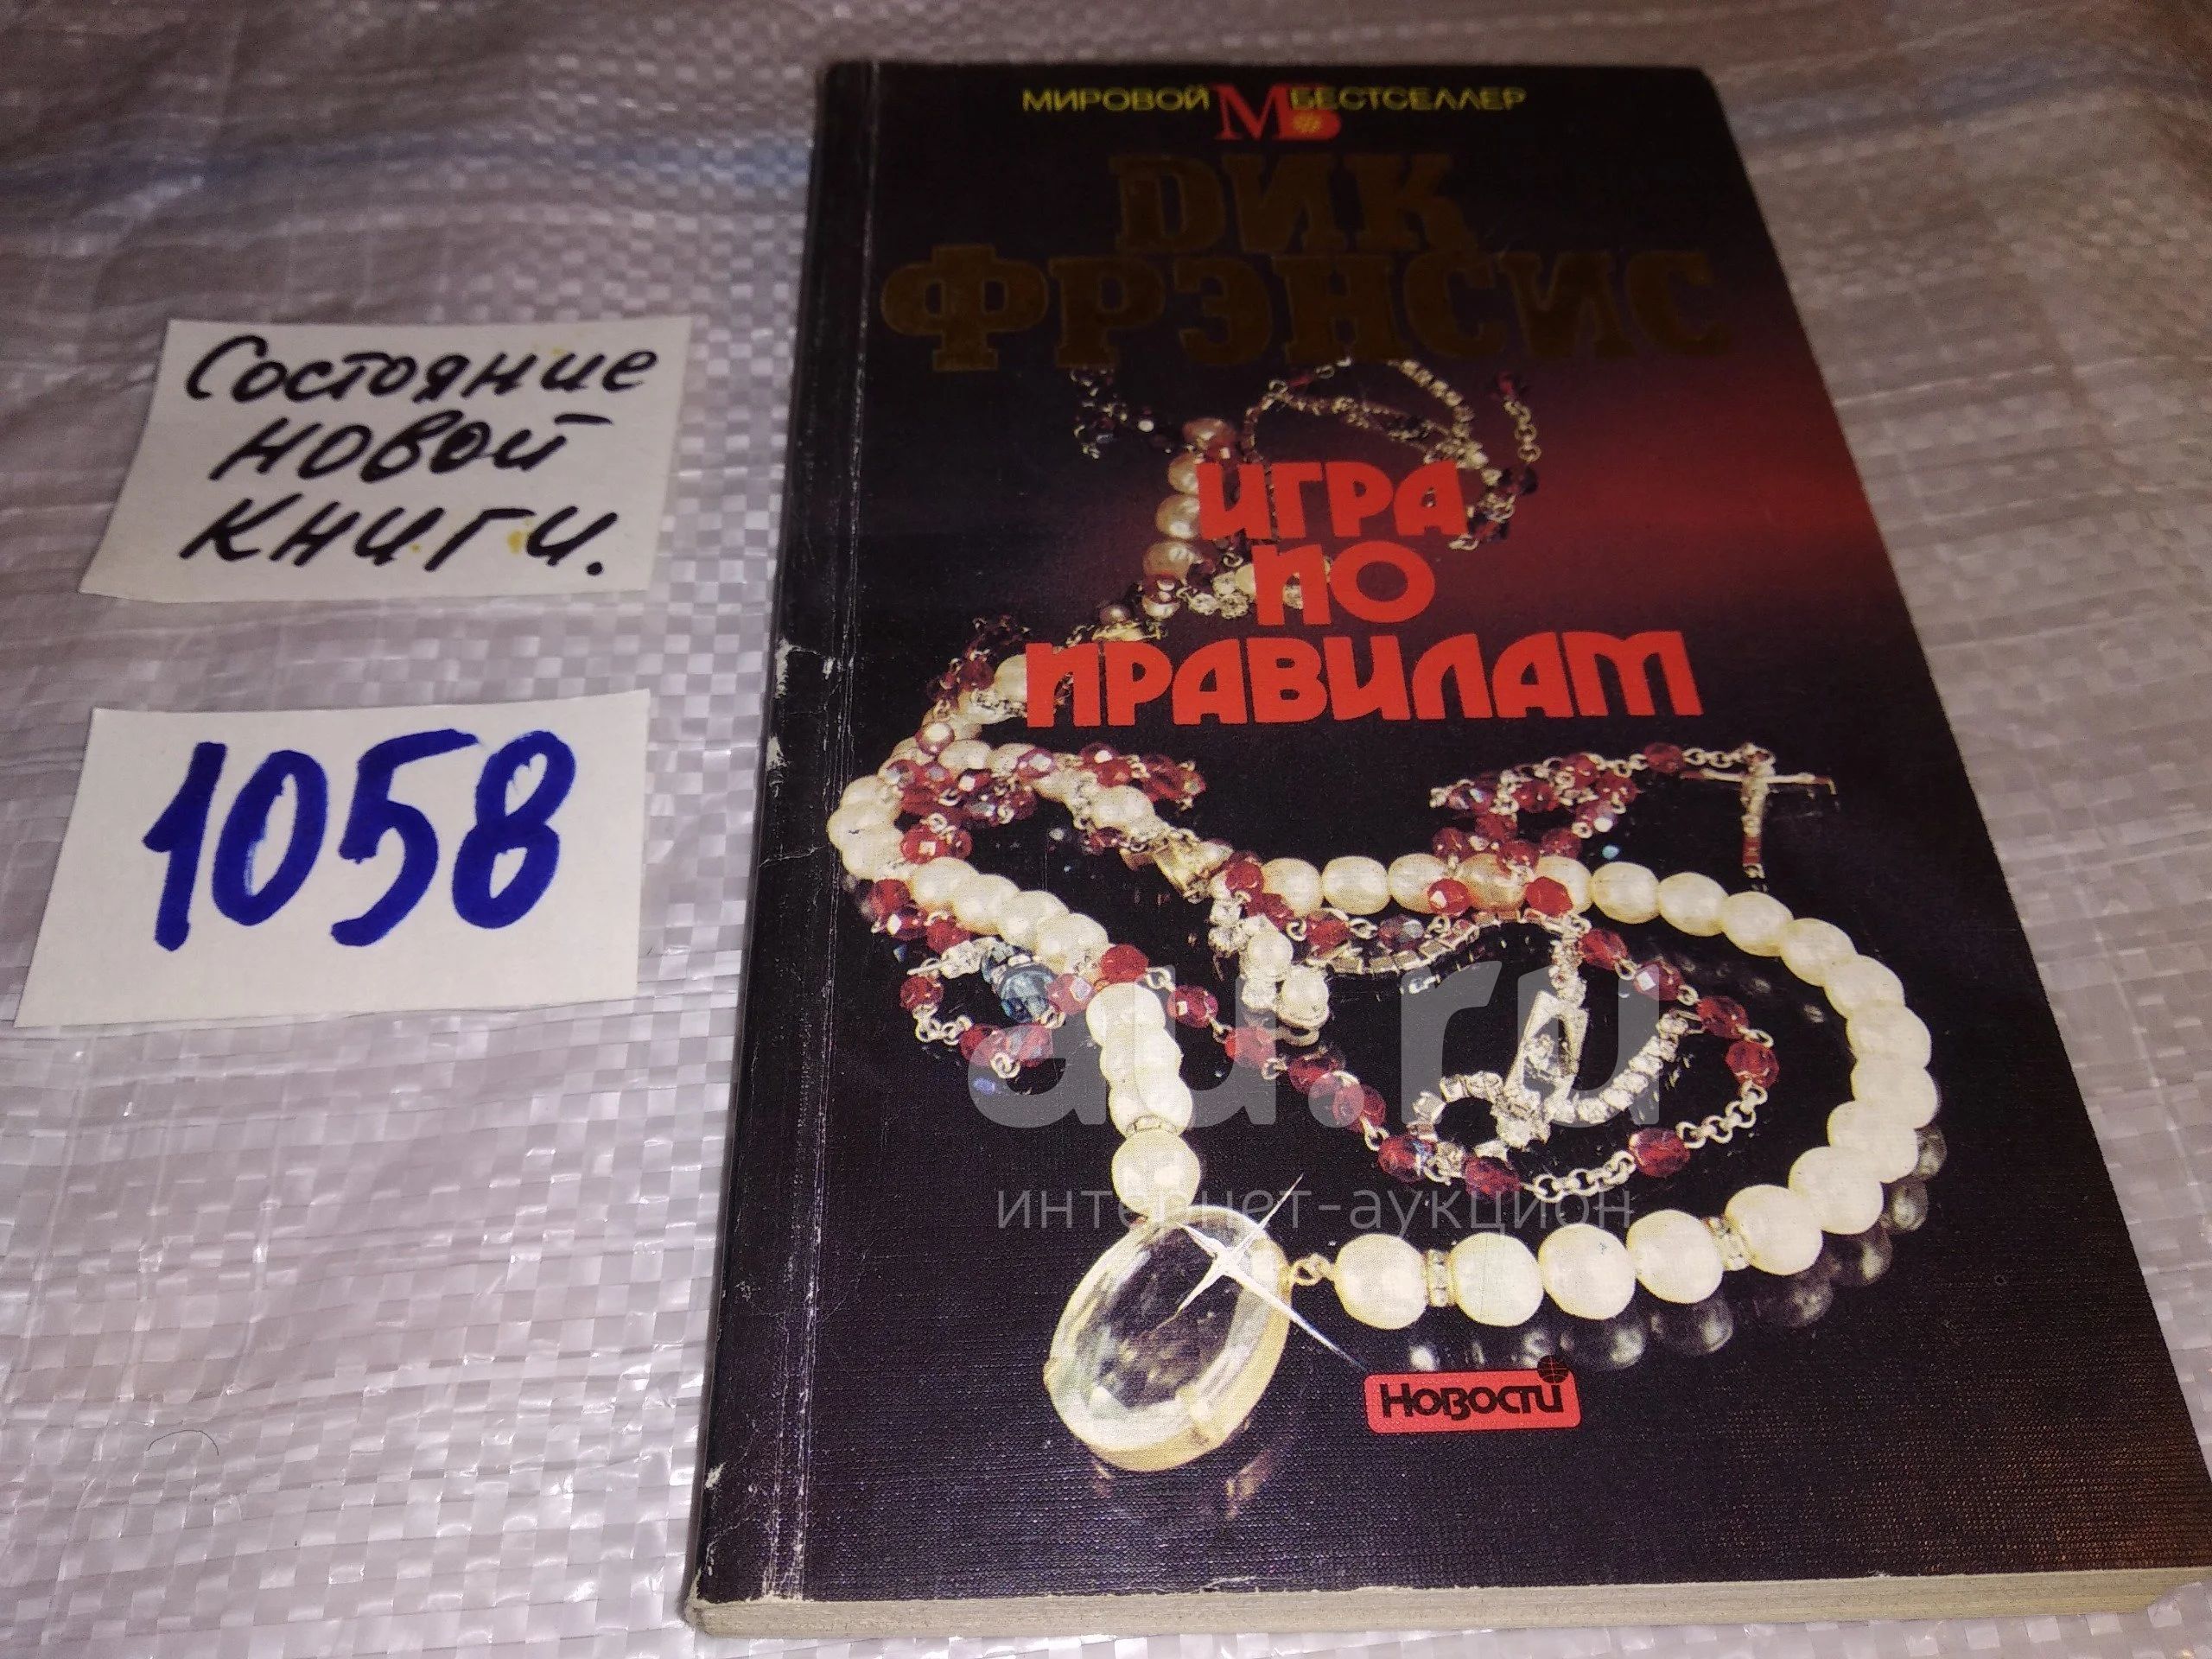 Состояние
новой
книги.
1058
МИРОВОЙ МБ БЕСТСЕЛЛЕР
ДИК
ФРЭНСИС
ИГРА
ПО
ПРАВИЛАМ
au.ru
интернет-аукцион
Новости